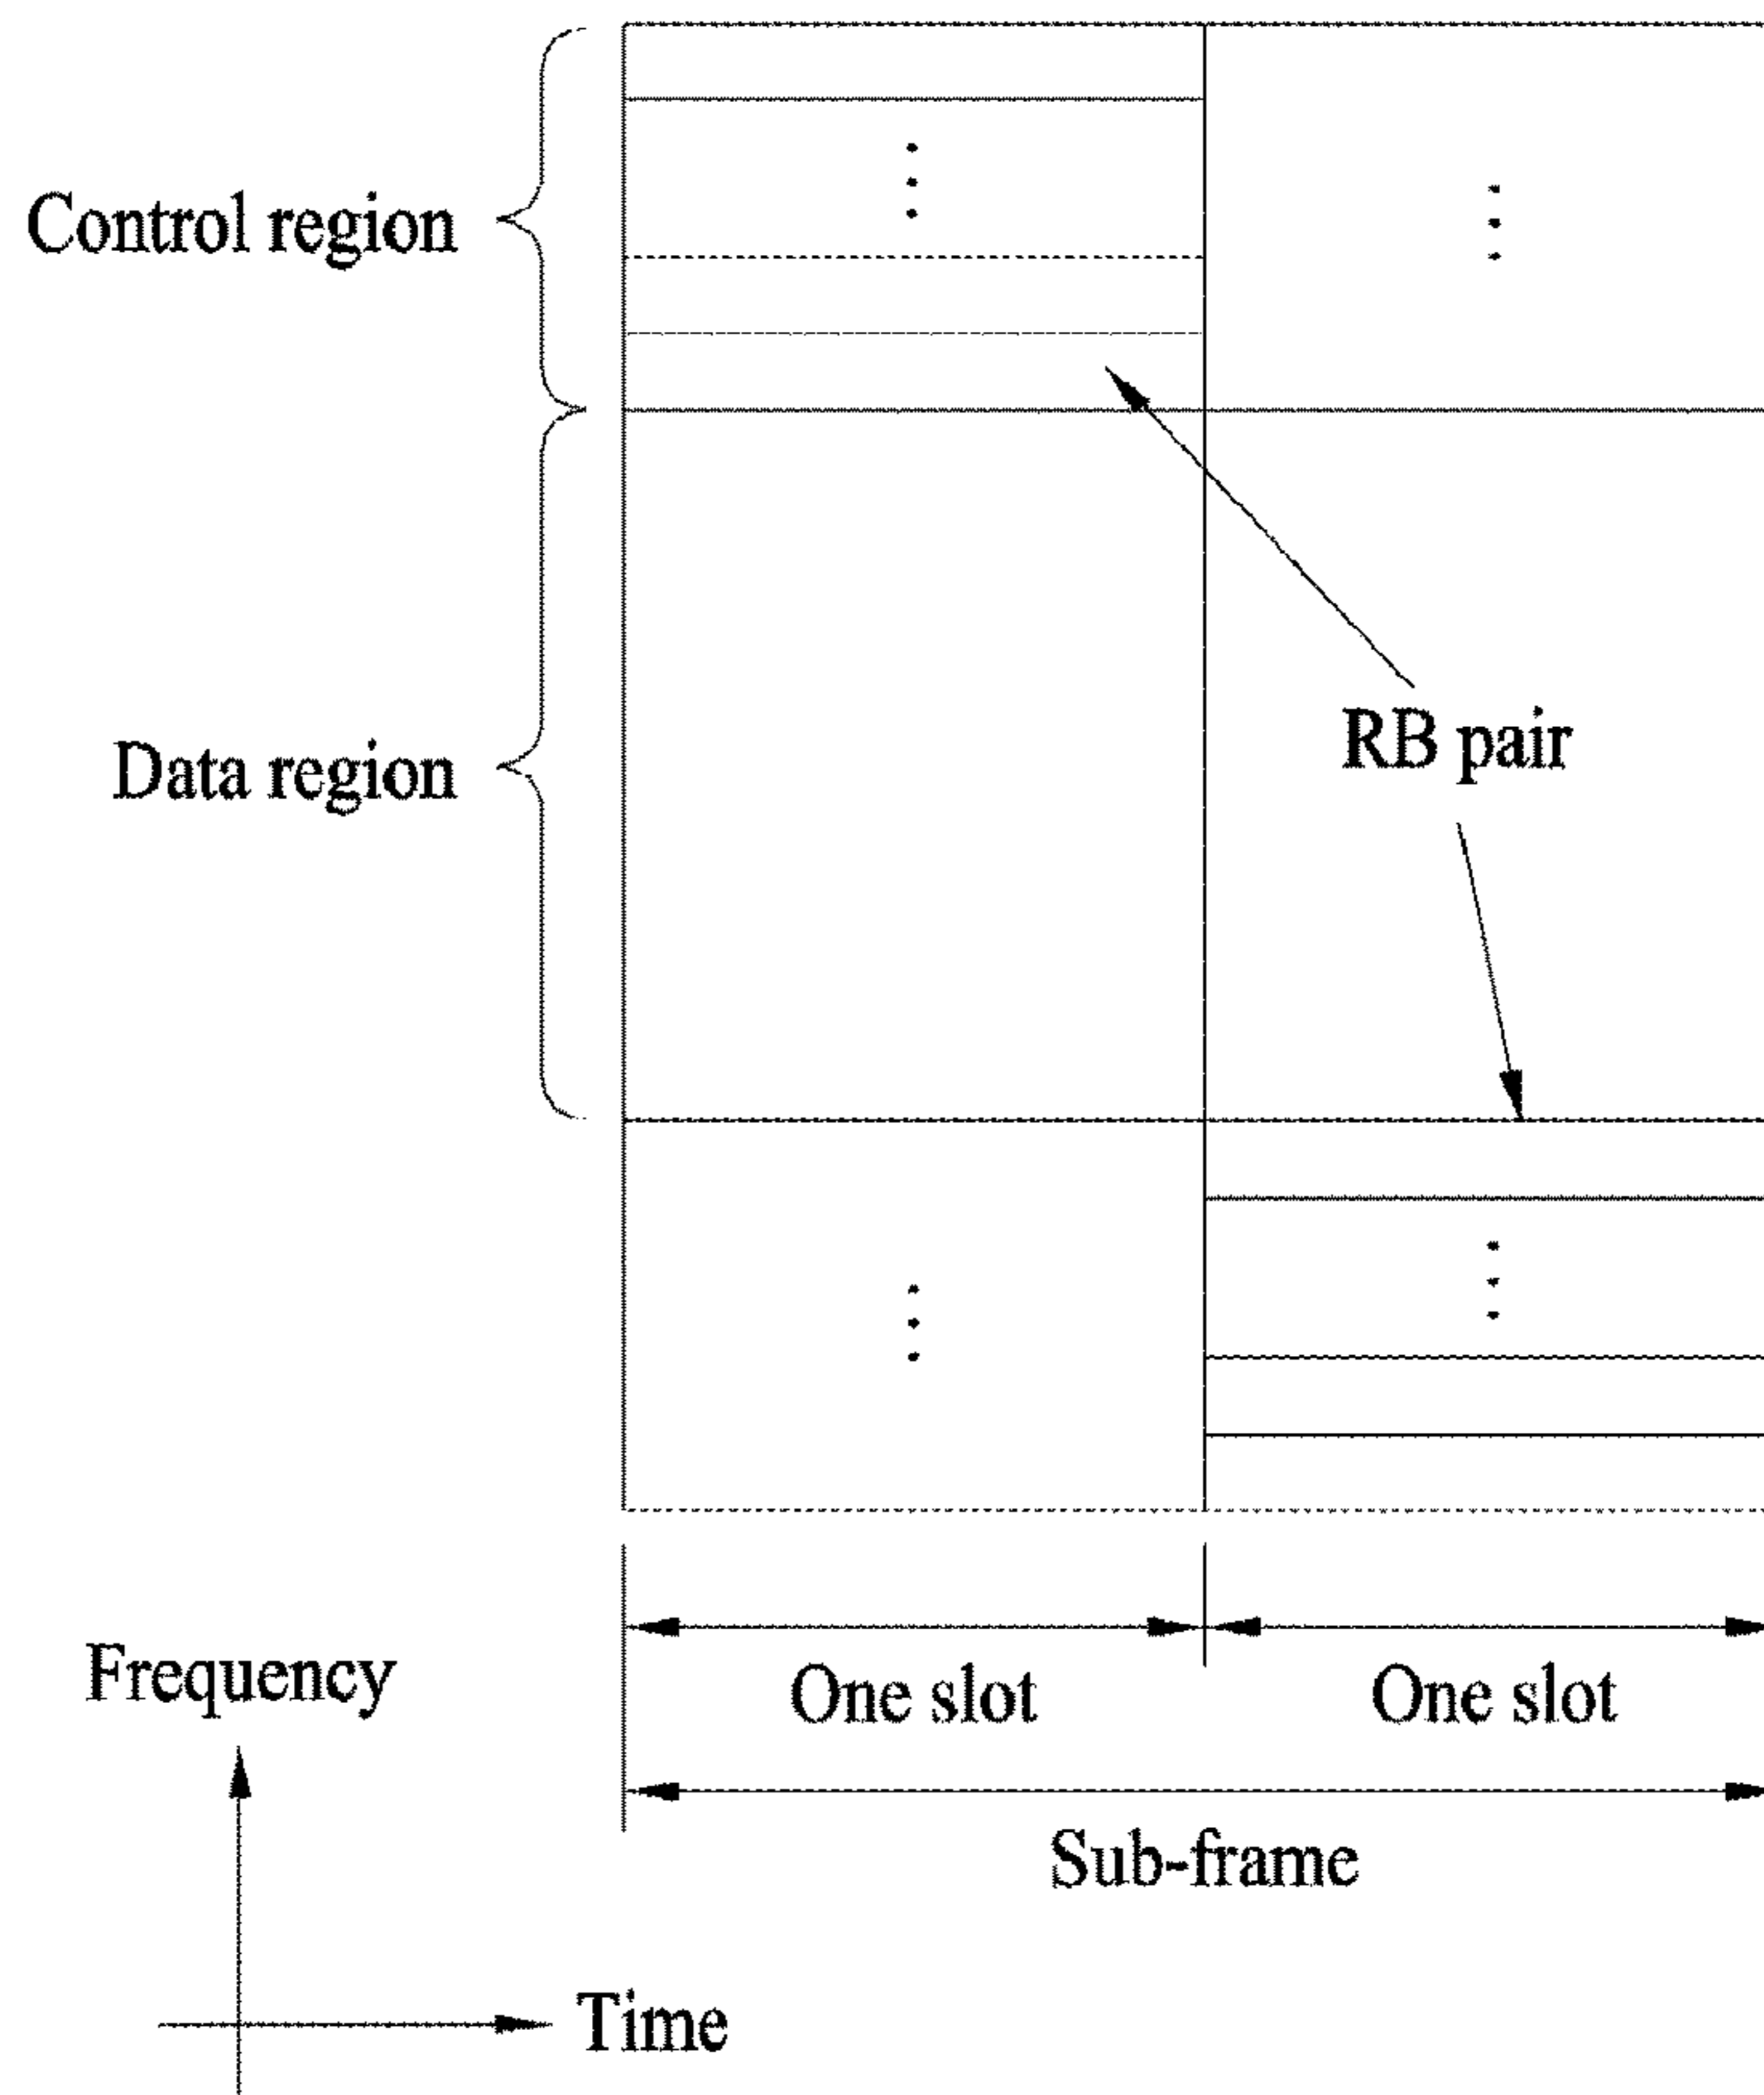 Control region
Data region
RB pair
Frequency
One slot
One slot
Sub-frame
Time